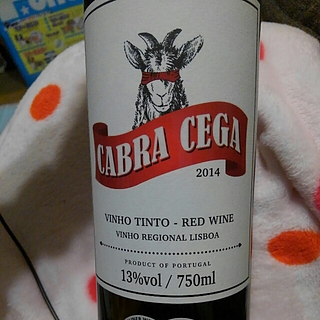 CABRA CEGA
2014
VINHO TINTO - RED WINE
VINHO REGIONAL LISBOA
PRODUCT OF PORTUGAL
13%vol / 750ml